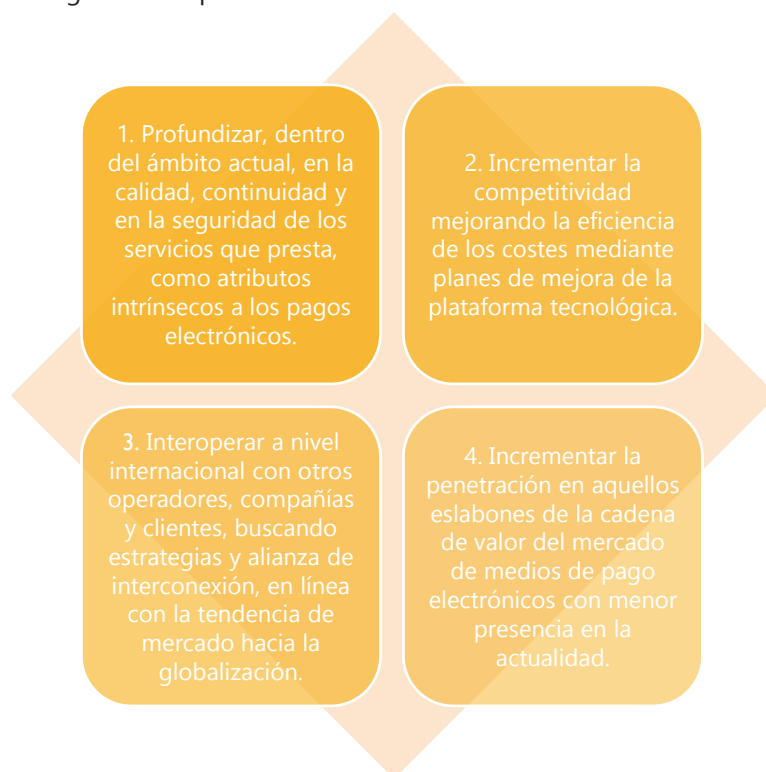 1. Profundizar, dentro
del ámbito actual, en la
calidad, continuidad y
en la seguridad de los
servicios que presta,
como atributos
intrínsecos a los pagos
electrónicos.
2. Incrementar la
competitividad
mejorando la eficiencia
de los costes mediante
planes de mejora de la
plataforma tecnológica.
3. Interoperar a nivel
internacional con otros
operadores, compañías
y clientes, buscando
estrategias y alianza de
interconexión, en línea
con la tendencia de
mercado hacia la
globalización.
4. Incrementar la
penetración en aquellos
eslabones de la cadena
de valor del mercado
de medios de pago
electrónicos con menor
presencia en la
actualidad.